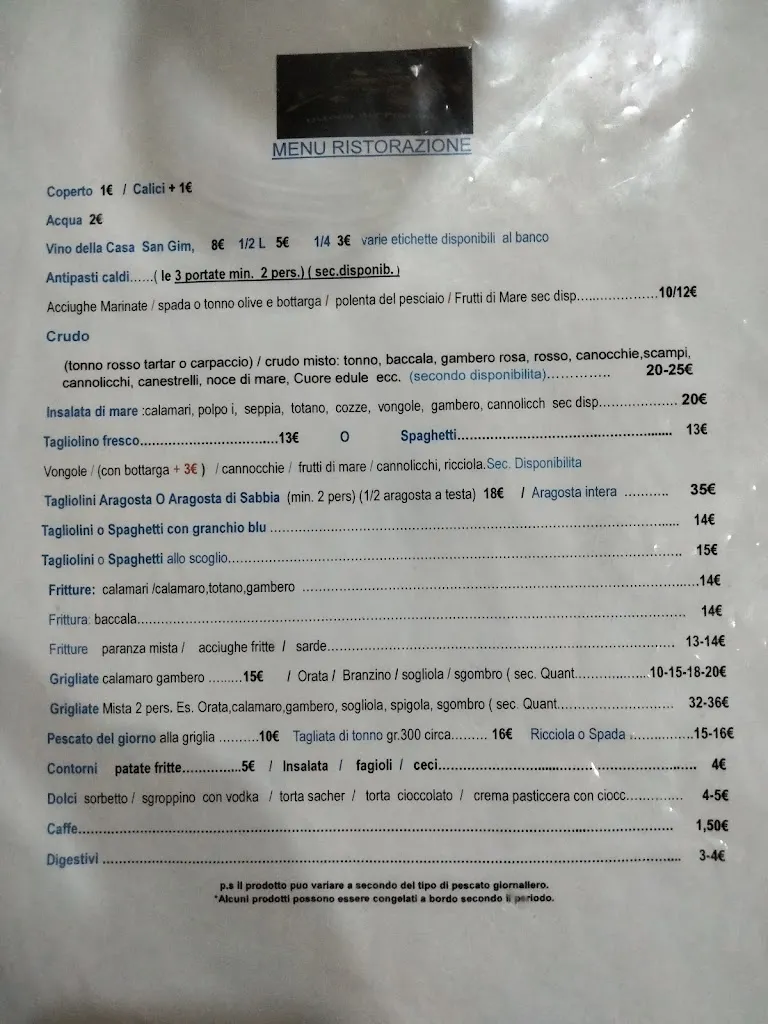 MENU RISTORAZIONE
Coperto 1€ / Calici + 1€
Acqua 2€
Vino della Casa San Gim, 8€ 1/2 L 5€ 1/4 3€ varie etichette disponibili al banco
Antipasti caldi......( le 3 portate min. 2 pers.) ( sec.disponib. )
Acciughe Marinate / spada o tonno olive e bottarga / polenta del pesciaio / Frutti di Mare sec disp...................10/12€
Crudo
(tonno rosso tartar o carpaccio) / crudo misto: tonno, baccala, gambero rosa, rosso, canocchie,scampi,
cannolicchi, canestrelli, noce di mare, Cuore edule ecc. (secondo disponibilita)............... 20-25€
Insalata di mare :calamari, polpo i, seppia, totano, cozze, vongole, gambero, cannolicch sec disp.................... 20€
Tagliolino fresco................................13€ O Spaghetti.................................................... 13€
Vongole / (con bottarga + 3€ ) / cannocchie / frutti di mare / cannolicchi, ricciola.Sec. Disponibilita
Tagliolini Aragosta O Aragosta di Sabbia (min. 2 pers) (1/2 aragosta a testa) 18€ / Aragosta intera ........... 35€
Tagliolini o Spaghetti con granchio blu .................................................................................................... 14€
Tagliolini o Spaghetti allo scoglio............................................................................................................. 15€
Fritture: calamari /calamaro,totano,gambero ...............................................................................................14€
Frittura: baccala.................................................................................................................................... 14€
Fritture paranza mista / acciughe fritte / sarde..................................................................................... 13-14€
Grigliate calamaro gambero .........15€ / Orata / Branzino / sogliola / sgombro ( sec. Quant...................10-15-18-20€
Grigliate Mista 2 pers. Es. Orata,calamaro,gambero, sogliola, spigola, sgombro ( sec. Quant............................ 32-36€
Pescato del giorno alla griglia ..........10€ Tagliata di tonno gr.300 circa......... 16€ Ricciola o Spada ......................15-16€
Contorni patate fritte...............5€ / Insalata / fagioli / ceci................................................................ 4€
Dolci sorbetto / sgroppino con vodka / torta sacher / torta cioccolato / crema pasticcera con ciocc.............. 4-5€
Caffe.................................................................................................................................................. 1,50€
Digestivi ............................................................................................................................................. 3-4€
p.s il prodotto puo variare a secondo del tipo di pescato giornaliero.
*Alcuni prodotti possono essere congelati a bordo secondo il periodo.